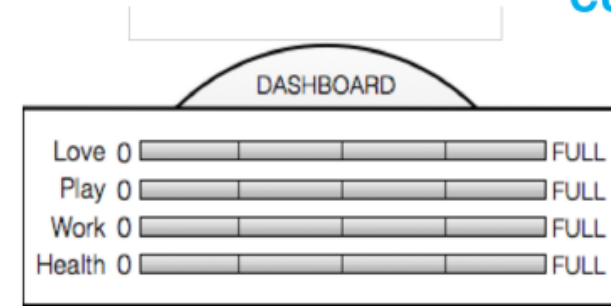 DASHBOARD
Love 0 FULL
Play 0 FULL
Work 0 FULL
Health 0 FULL